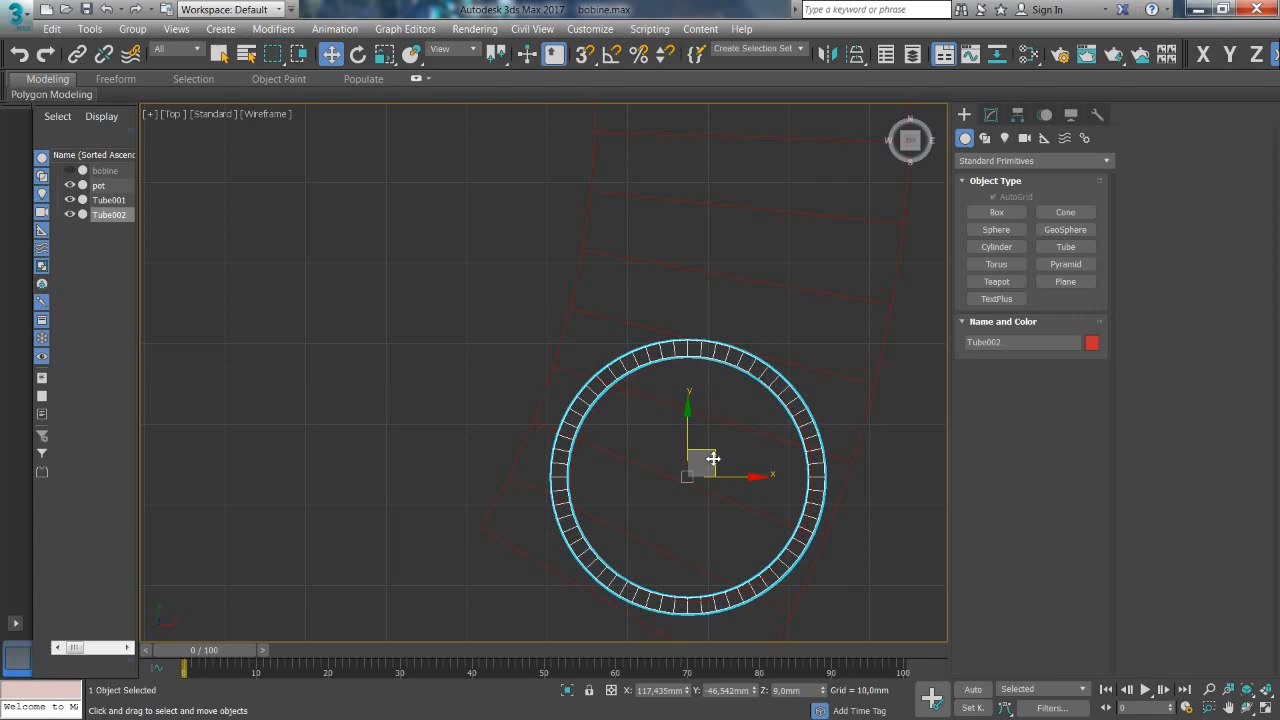 Workspace: Default
Autodesk 3ds Max 2017
bobine.max
Type a keyword or phrase
Sign In
Edit Tools Group Views Create Modifiers Animation Graph Editors Rendering Civil View Customize Scripting Content Help
All
View
Create Selection Set
X Y Z
Modeling Freeform Selection Object Paint Populate
Polygon Modeling
Select Display
[+] [Top ] [Standard ] [Wireframe ]
Name (Sorted Ascen
bobine
pot
Tube001
Tube002
N
W
E
S
Standard Primitives
Object Type
AutoGrid
Box Cone
Sphere GeoSphere
Cylinder Tube
Torus Pyramid
Teapot Plane
TextPlus
Name and Color
Tube002
y
x
0 / 100
0 10 20 30 40 50 60 70 80 90 100
1 Object Selected
X: 117,435mm Y: -46,542mm Z: 9,0mm Grid = 10,0mm
Auto Selected
Welcome to M
Click and drag to select and move objects
Add Time Tag
Set K. Filters...
0